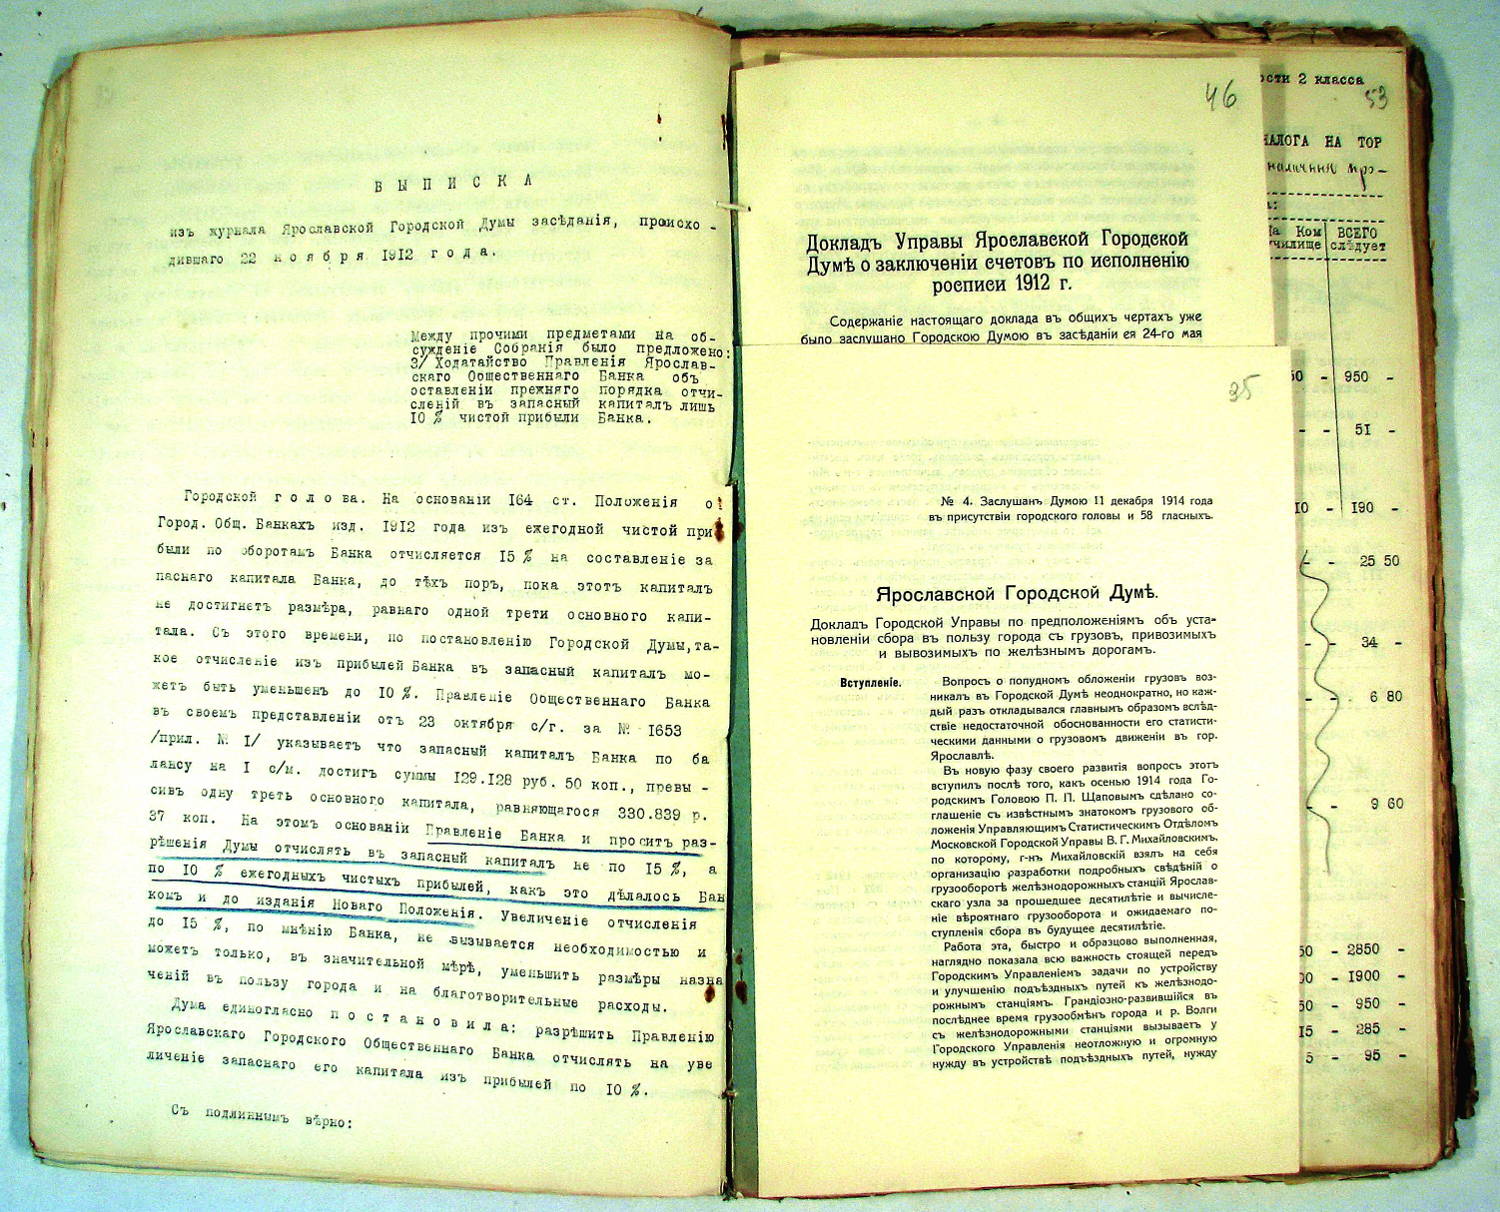 ВЫПИСКА
изъ журнала Ярославской Городской Думы засѣданія, происхо -
дившаго 22 ноября 1912 года.
Между прочими предметами на об-
сужденіе Собранія было предложено:
3/ Ходатайство Правленія Ярослав-
скаго Общественнаго Банка объ
оставленіи прежняго порядка отчи-
сленій въ запасный капиталъ лишь
10 % чистой прибыли Банка.
Городской голова. На основаніи 164 ст. Положенія о
Город. Общ. Банкахъ изд. 1912 года изъ ежегодной чистой при
были по оборотамъ Банка отчисляется 15 % на составленіе за
паснаго капитала Банка, до тѣхъ поръ, пока этотъ капиталъ
не достигнетъ размѣра, равнаго одной трети основного капи-
тала. Съ этого времени, по постановленію Городской Думы, та-
кое отчисленіе изъ прибылей Банка въ запасный капиталъ мо-
жетъ быть уменьшенъ до 10 %. Правленіе Общественнаго Банка
въ своемъ представленіи отъ 23 октября с/г. за № 1653
/прил. № I/ указываетъ что запасный капиталъ Банка по ба
лансу на I с/м. достигъ суммы 129.128 руб. 50 коп., превы -
сивъ одну треть основного капитала, равняющагося 330.839 р.
37 коп. На этомъ основаніи Правленіе Банка и проситъ раз-
рѣшенія Думы отчислять въ запасный капиталъ не по 15 %, а
по 10 % ежегодныхъ чистыхъ прибылей, какъ это дѣлалось Бан
комъ и до изданія Новаго Положенія. Увеличеніе отчисленія
до 15 %, по мнѣнію Банка, не вызывается необходимостью и
можетъ только, въ значительной мѣрѣ, уменьшить размѣры назна
ченій въ пользу города и на благотворительные расходы.
Дума единогласно постановила: разрѣшить Правленію
Ярославскаго Городского Общественнаго Банка отчислять на уве
личеніе запаснаго его капитала изъ прибылей по 10 %.
Съ подлиннымъ вѣрно:
46
Докладъ Управы Ярославской Городской
Думѣ о заключеніи счетовъ по исполненію
росписи 1912 г.
Содержаніе настоящаго доклада въ общихъ чертахъ уже
было заслушано Городскою Думою въ засѣданіи ея 24-го мая
35
№ 4. Заслушанъ Думою 11 декабря 1914 года
въ присутствіи городского головы и 58 гласныхъ.
Ярославской Городской Думѣ.
Докладъ Городской Управы по предположеніямъ объ уста-
новленіи сбора въ пользу города съ грузовъ, привозимыхъ
и вывозимыхъ по желѣзнымъ дорогамъ.
Вступленіе.
Вопросъ о попудномъ обложеніи грузовъ воз-
никалъ въ Городской Думѣ неоднократно, но каж-
дый разъ откладывался главнымъ образомъ вслѣд-
ствіе недостаточной обоснованности его статисти-
ческими данными о грузовомъ движеніи въ гор.
Ярославлѣ.
Въ новую фазу своего развитія вопросъ этотъ
вступилъ послѣ того, какъ осенью 1914 года Го-
родскимъ Головою П. П. Щаповымъ сдѣлано со-
глашеніе съ извѣстнымъ знатокомъ грузового об-
ложенія Управляющимъ Статистическимъ Отдѣломъ
Московской Городской Управы В. Г. Михайловскимъ,
по которому, г-нъ Михайловскій взялъ на себя
организацію разработки подробныхъ свѣдѣній о
грузооборотѣ желѣзнодорожныхъ станцій Ярослав-
скаго узла за прошедшее десятилѣтіе и вычисле-
ніе вѣроятнаго грузооборота и ожидаемаго по-
ступленія сбора въ будущее десятилѣтіе.
Работа эта, быстро и образцово выполненная,
наглядно показала всю важность стоящей передъ
Городскимъ Управленіемъ задачи по устройству
и улучшенію подъѣздныхъ путей къ желѣзнодо-
рожнымъ станціямъ. Грандіозно-развившійся въ
послѣднее время грузообмѣнъ города и р. Волги
съ желѣзнодорожными станціями вызываетъ у
Городского Управленія неотложную и огромную
нужду въ устройствѣ подъѣздныхъ путей, нужду
ости 2 класса
53
НАЛОГА НА ТОР
наличнии про-
На Ком ВСЕГО
училище слѣдует
50 - 950 -
- - 51 -
10 - 190 -
- 25 50
- - 34 -
- - 6 80
- - 9 60
50 - 2850 -
00 - 1900 -
50 - 950 -
15 - 285 -
5 - 95 -